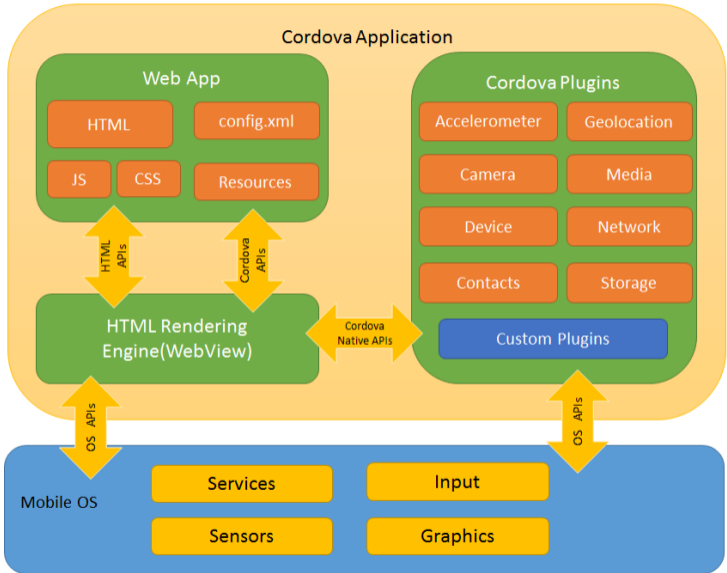 Cordova Application
Web App
HTML
config.xml
JS
CSS
Resources
HTML
APIs
Cordova
APIs
HTML Rendering
Engine(WebView)
Cordova
Native APIs
Cordova Plugins
Accelerometer
Geolocation
Camera
Media
Device
Network
Contacts
Storage
Custom Plugins
OS APIs
OS APIs
Mobile OS
Services
Input
Sensors
Graphics